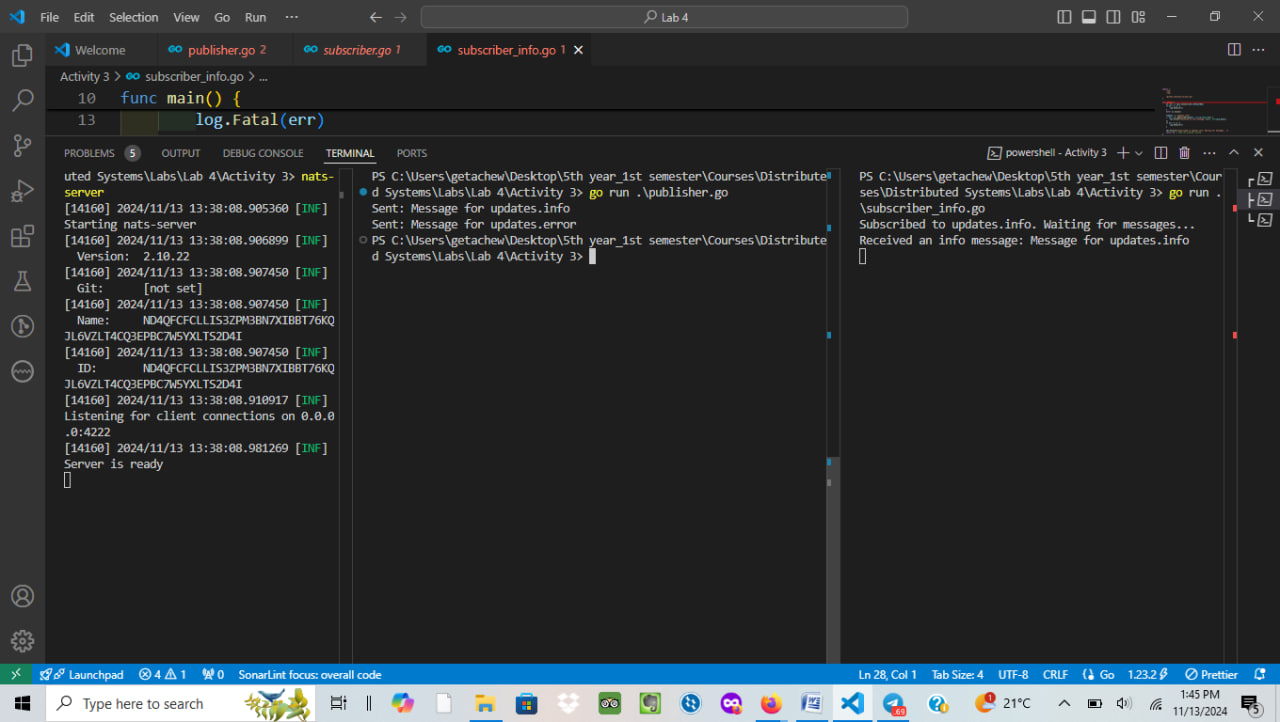 File Edit Selection View Go Run ··· Lab 4
Welcome publisher.go 2 subscriber.go 1 subscriber_info.go 1
Activity 3 > subscriber_info.go > ...
10 func main() {
13 log.Fatal(err)
PROBLEMS 5 OUTPUT DEBUG CONSOLE TERMINAL PORTS powershell - Activity 3
uted Systems\Labs\Lab 4\Activity 3> nats-
server
[14160] 2024/11/13 13:38:08.905360 [INF]
Starting nats-server
[14160] 2024/11/13 13:38:08.906899 [INF]
Version: 2.10.22
[14160] 2024/11/13 13:38:08.907450 [INF]
Git: [not set]
[14160] 2024/11/13 13:38:08.907450 [INF]
Name: ND4QFCFCLLIS3ZPM3BN7XIBBT76KQ
JL6VZLT4CQ3EPBC7W5YXLTS2D4I
[14160] 2024/11/13 13:38:08.907450 [INF]
ID: ND4QFCFCLLIS3ZPM3BN7XIBBT76KQ
JL6VZLT4CQ3EPBC7W5YXLTS2D4I
[14160] 2024/11/13 13:38:08.910917 [INF]
Listening for client connections on 0.0.0
.0:4222
[14160] 2024/11/13 13:38:08.981269 [INF]
Server is ready
PS C:\Users\getachew\Desktop\5th year_1st semester\Courses\Distribute
d Systems\Labs\Lab 4\Activity 3> go run .\publisher.go
Sent: Message for updates.info
Sent: Message for updates.error
PS C:\Users\getachew\Desktop\5th year_1st semester\Courses\Distribute
d Systems\Labs\Lab 4\Activity 3>
PS C:\Users\getachew\Desktop\5th year_1st semester\Cour
ses\Distributed Systems\Labs\Lab 4\Activity 3> go run .
\subscriber_info.go
Subscribed to updates.info. Waiting for messages...
Received an info message: Message for updates.info
Launchpad 4 1 0 SonarLint focus: overall code Ln 28, Col 1 Tab Size: 4 UTF-8 CRLF Go 1.23.2 Prettier
Type here to search 69 1 21°C 1:45 PM
11/13/2024 5